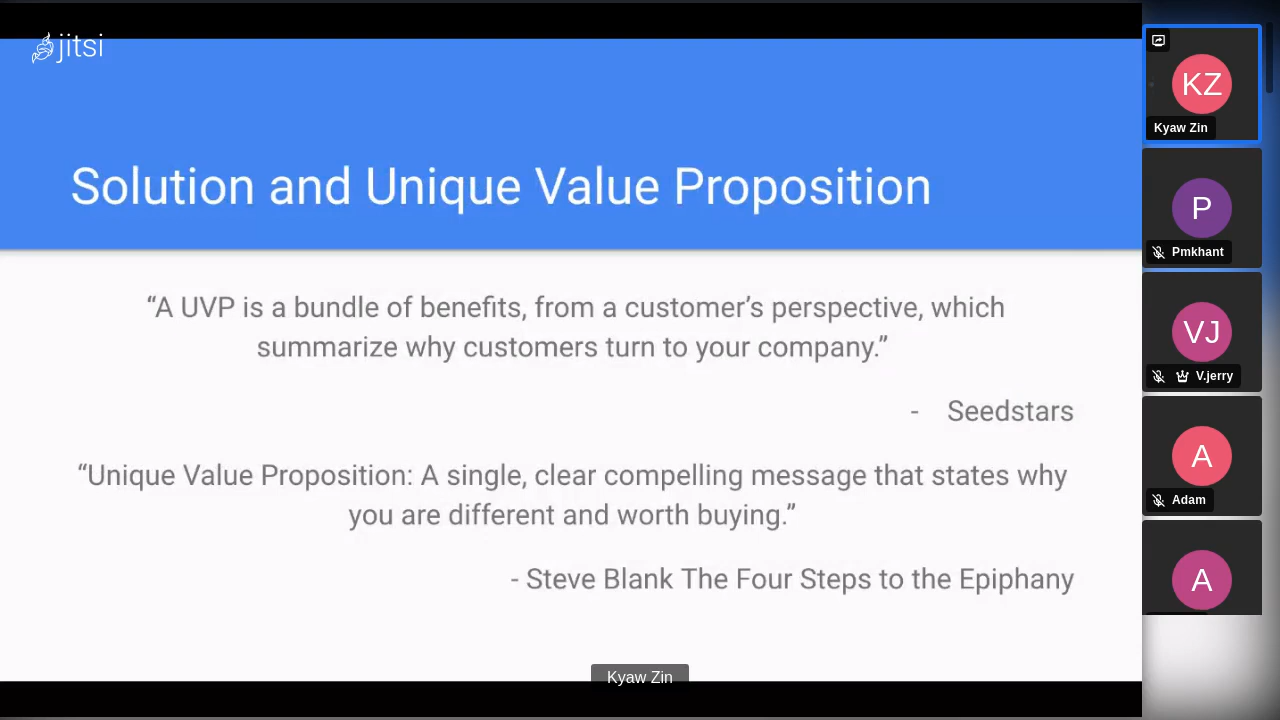 jitsi
Solution and Unique Value Proposition
“A UVP is a bundle of benefits, from a customer’s perspective, which
summarize why customers turn to your company.”
- Seedstars
“Unique Value Proposition: A single, clear compelling message that states why
you are different and worth buying.”
- Steve Blank The Four Steps to the Epiphany
Kyaw Zin
KZ
Kyaw Zin
P
Pmkhant
VJ
V.jerry
A
Adam
A